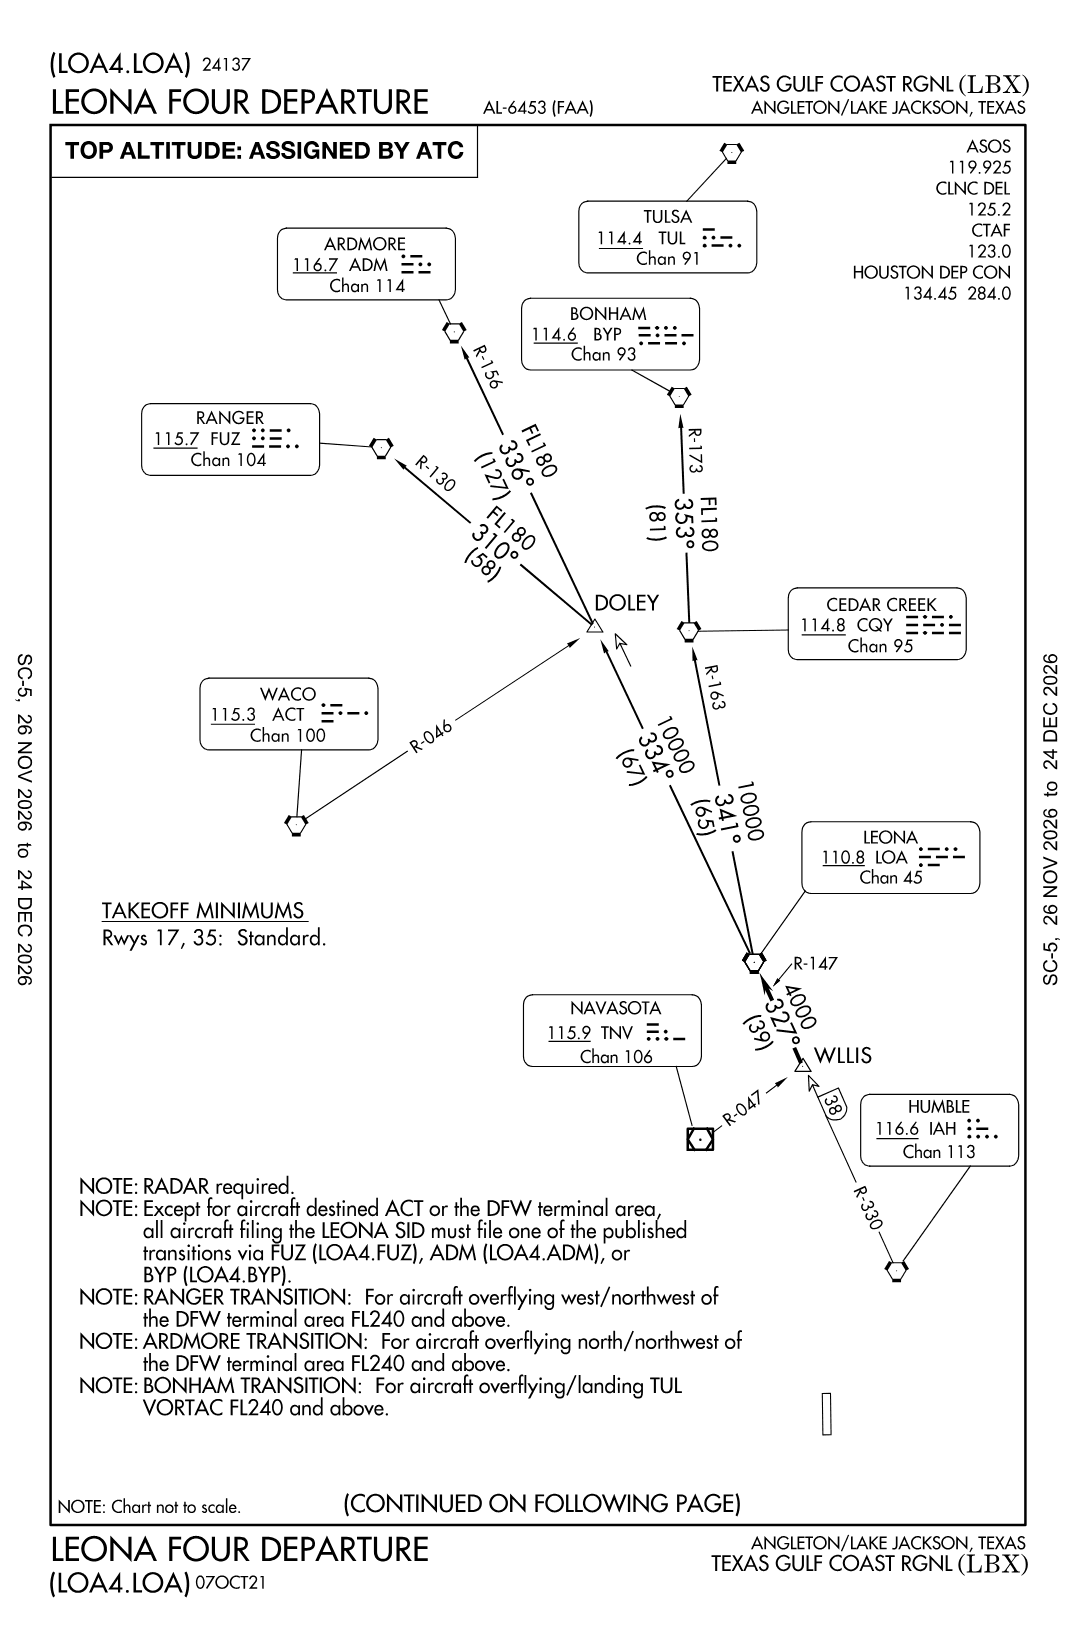 (LOA4.LOA) 24137
LEONA FOUR DEPARTURE
AL-6453 (FAA)
TEXAS GULF COAST RGNL (LBX)
ANGLETON/LAKE JACKSON, TEXAS
TOP ALTITUDE: ASSIGNED BY ATC
ASOS
119.925
CLNC DEL
125.2
CTAF
123.0
HOUSTON DEP CON
134.45 284.0
TULSA
114.4 TUL
Chan 91
ARDMORE
116.7 ADM
Chan 114
BONHAM
114.6 BYP
Chan 93
R-156
RANGER
115.7 FUZ
Chan 104
R-130
FL180
336°
(127)
R-173
FL180
353°
(81)
FL180
310°
(58)
DOLEY
CEDAR CREEK
114.8 CQY
Chan 95
WACO
115.3 ACT
Chan 100
R-046
R-163
10000
334°
(67)
10000
341°
(65)
LEONA
110.8 LOA
Chan 45
TAKEOFF MINIMUMS
Rwys 17, 35: Standard.
R-147
4000
327°
(39)
NAVASOTA
115.9 TNV
Chan 106
WLLIS
R-047
38
HUMBLE
116.6 IAH
Chan 113
R-330
NOTE: RADAR required.
NOTE: Except for aircraft destined ACT or the DFW terminal area,
all aircraft filing the LEONA SID must file one of the published
transitions via FUZ (LOA4.FUZ), ADM (LOA4.ADM), or
BYP (LOA4.BYP).
NOTE: RANGER TRANSITION: For aircraft overflying west/northwest of
the DFW terminal area FL240 and above.
NOTE: ARDMORE TRANSITION: For aircraft overflying north/northwest of
the DFW terminal area FL240 and above.
NOTE: BONHAM TRANSITION: For aircraft overflying/landing TUL
VORTAC FL240 and above.
NOTE: Chart not to scale.
(CONTINUED ON FOLLOWING PAGE)
LEONA FOUR DEPARTURE
(LOA4.LOA) 07OCT21
ANGLETON/LAKE JACKSON, TEXAS
TEXAS GULF COAST RGNL (LBX)
SC-5, 26 NOV 2026 to 24 DEC 2026
SC-5, 26 NOV 2026 to 24 DEC 2026